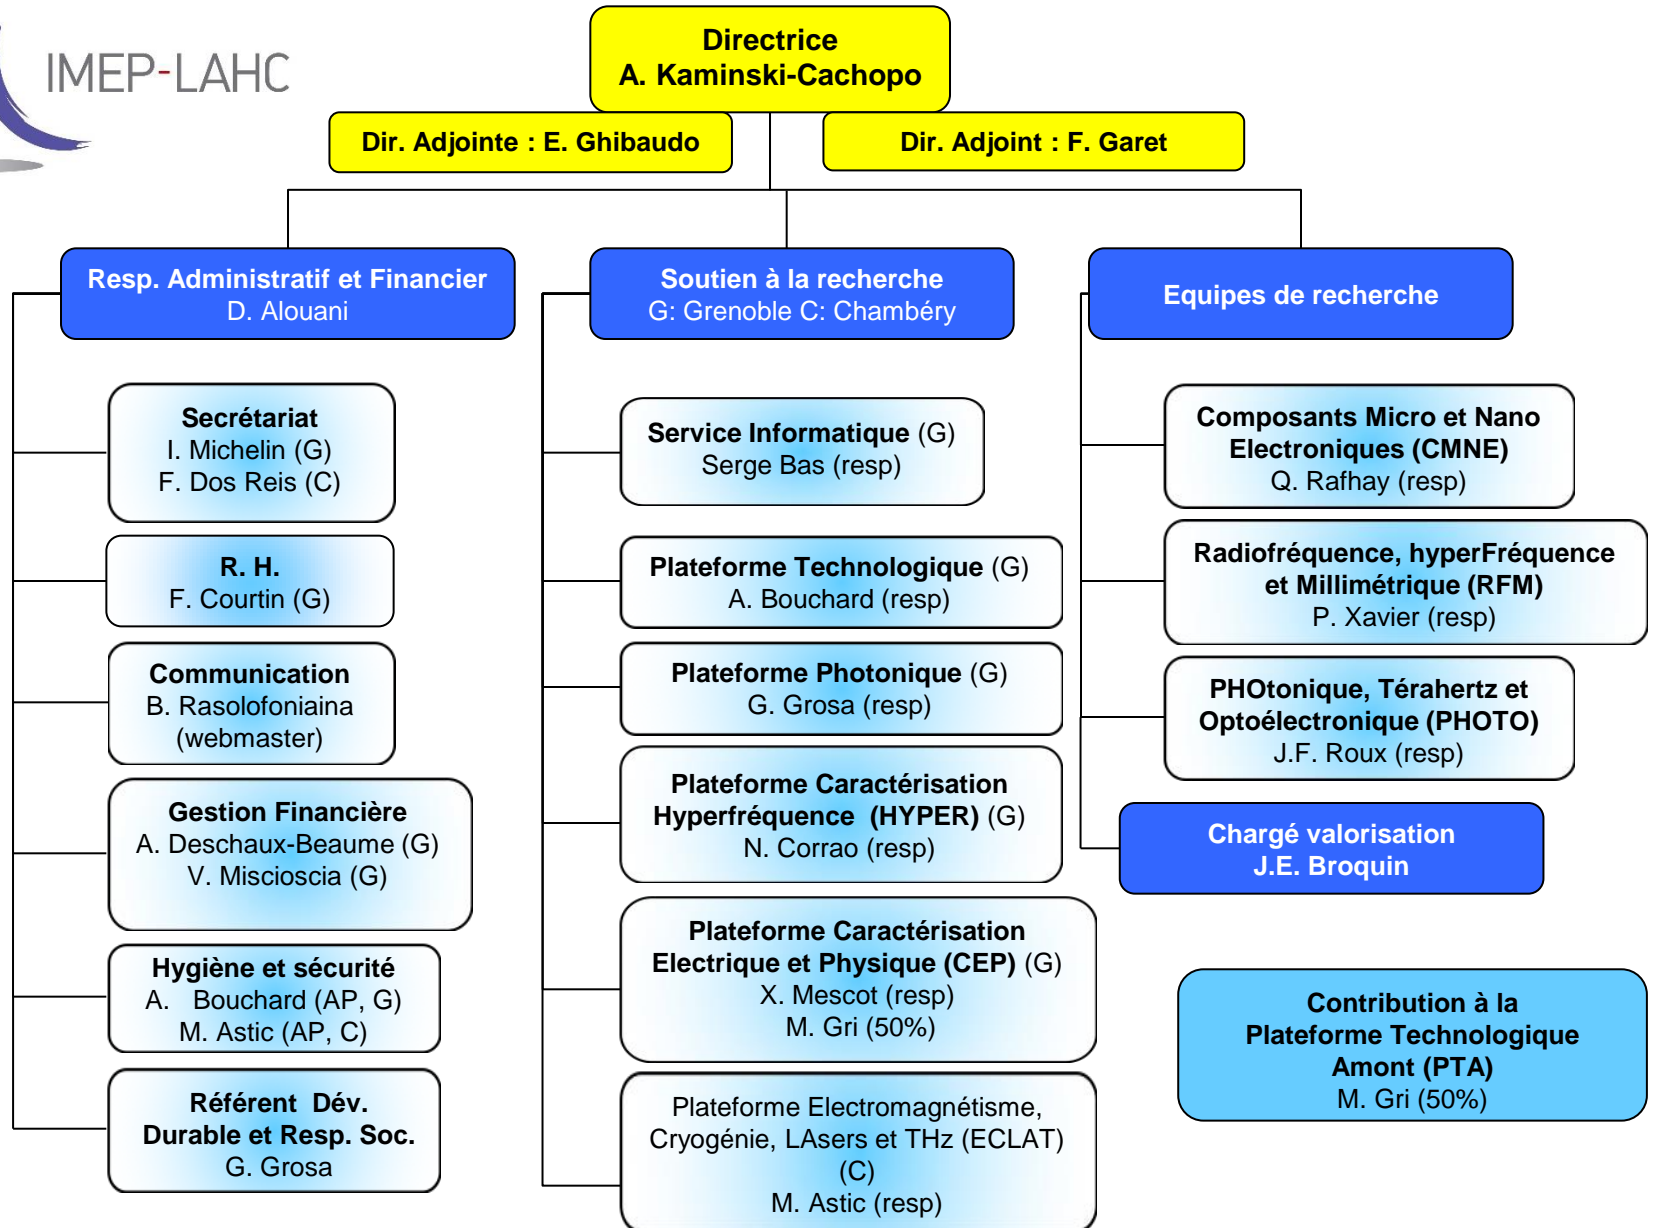 IMEP-LAHC
Directrice
A. Kaminski-Cachopo
Dir. Adjointe : E. Ghibaudo
Dir. Adjoint : F. Garet
Resp. Administratif et Financier
D. Alouani
Secrétariat
I. Michelin (G)
F. Dos Reis (C)
R. H.
F. Courtin (G)
Communication
B. Rasolofoniaina
(webmaster)
Gestion Financière
A. Deschaux-Beaume (G)
V. Miscioscia (G)
Hygiène et sécurité
A. Bouchard (AP, G)
M. Astic (AP, C)
Référent Dév.
Durable et Resp. Soc.
G. Grosa
Soutien à la recherche
G: Grenoble C: Chambéry
Service Informatique (G)
Serge Bas (resp)
Plateforme Technologique (G)
A. Bouchard (resp)
Plateforme Photonique (G)
G. Grosa (resp)
Plateforme Caractérisation
Hyperfréquence (HYPER) (G)
N. Corrao (resp)
Plateforme Caractérisation
Electrique et Physique (CEP) (G)
X. Mescot (resp)
M. Gri (50%)
Plateforme Electromagnétisme,
Cryogénie, LAsers et THz (ECLAT)
(C)
M. Astic (resp)
Equipes de recherche
Composants Micro et Nano
Electroniques (CMNE)
Q. Rafhay (resp)
Radiofréquence, hyperFréquence
et Millimétrique (RFM)
P. Xavier (resp)
PHOtonique, Térahertz et
Optoélectronique (PHOTO)
J.F. Roux (resp)
Chargé valorisation
J.E. Broquin
Contribution à la
Plateforme Technologique
Amont (PTA)
M. Gri (50%)